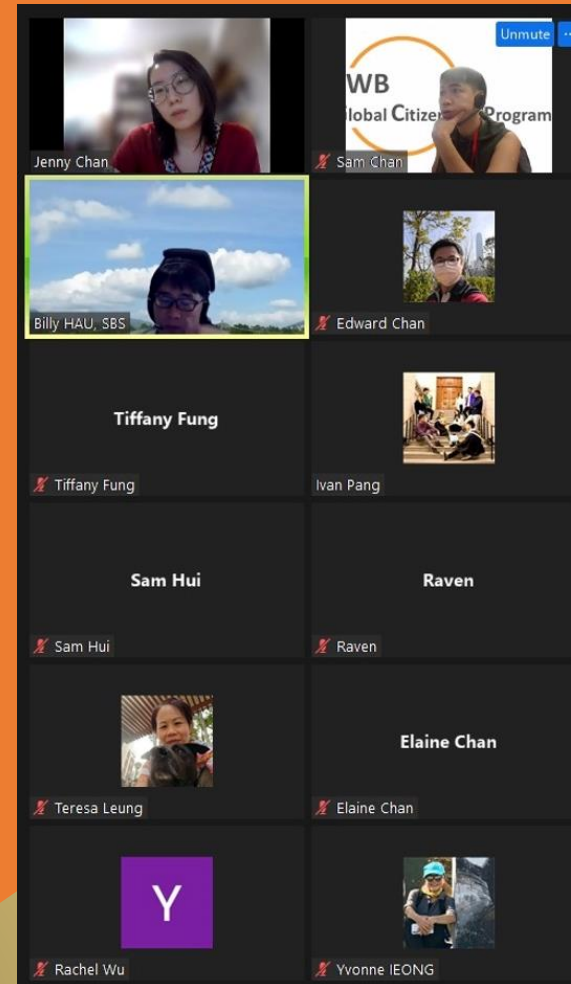 Unmute
WB
lobal Citize Program
Jenny Chan
Sam Chan
Billy HAU, SBS
Edward Chan
Tiffany Fung
Tiffany Fung
Ivan Pang
Sam Hui
Raven
Sam Hui
Raven
Elaine Chan
Teresa Leung
Elaine Chan
Y
Rachel Wu
Yvonne IEONG